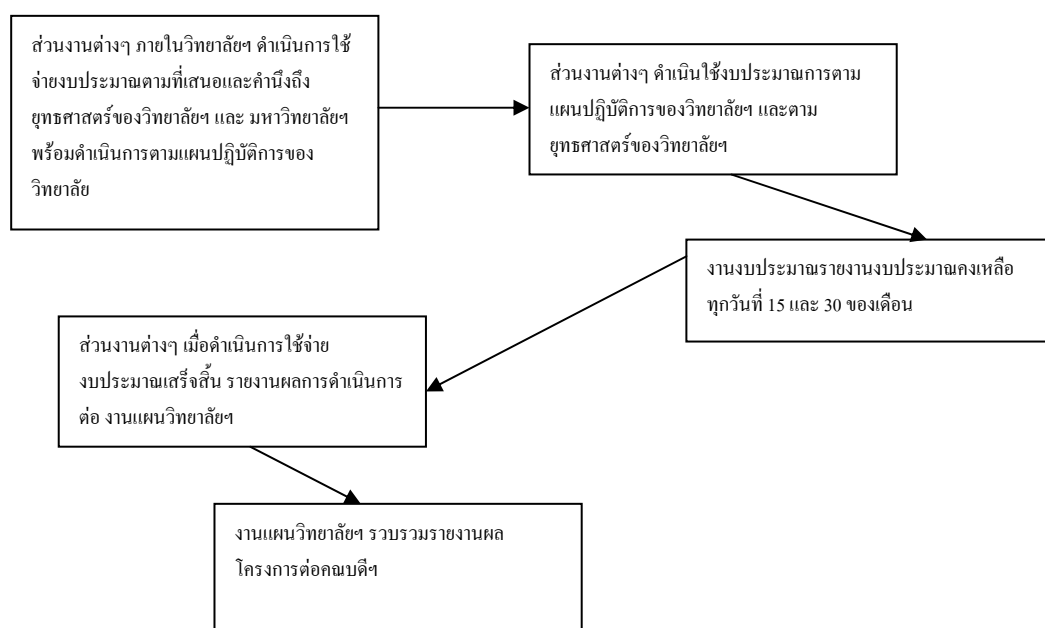 ส่วนงานต่างๆ ภายในวิทยาลัยฯ ดำเนินการใช้
จ่ายงบประมาณตามที่เสนอและคำนึงถึง
ยุทธศาสตร์ของวิทยาลัยฯ และ มหาวิทยาลัยฯ
พร้อมดำเนินการตามแผนปฏิบัติการของ
วิทยาลัย
ส่วนงานต่างๆ ดำเนินใช้งบประมาณการตาม
แผนปฏิบัติการของวิทยาลัยฯ และตาม
ยุทธศาสตร์ของวิทยาลัยฯ
งานงบประมาณรายงานงบประมาณคงเหลือ
ทุกวันที่ 15 และ 30 ของเดือน
ส่วนงานต่างๆ เมื่อดำเนินการใช้จ่าย
งบประมาณเสร็จสิ้น รายงานผลการดำเนินการ
ต่อ งานแผนวิทยาลัยฯ
งานแผนวิทยาลัยฯ รวบรวมรายงานผล
โครงการต่อคณบดีฯ